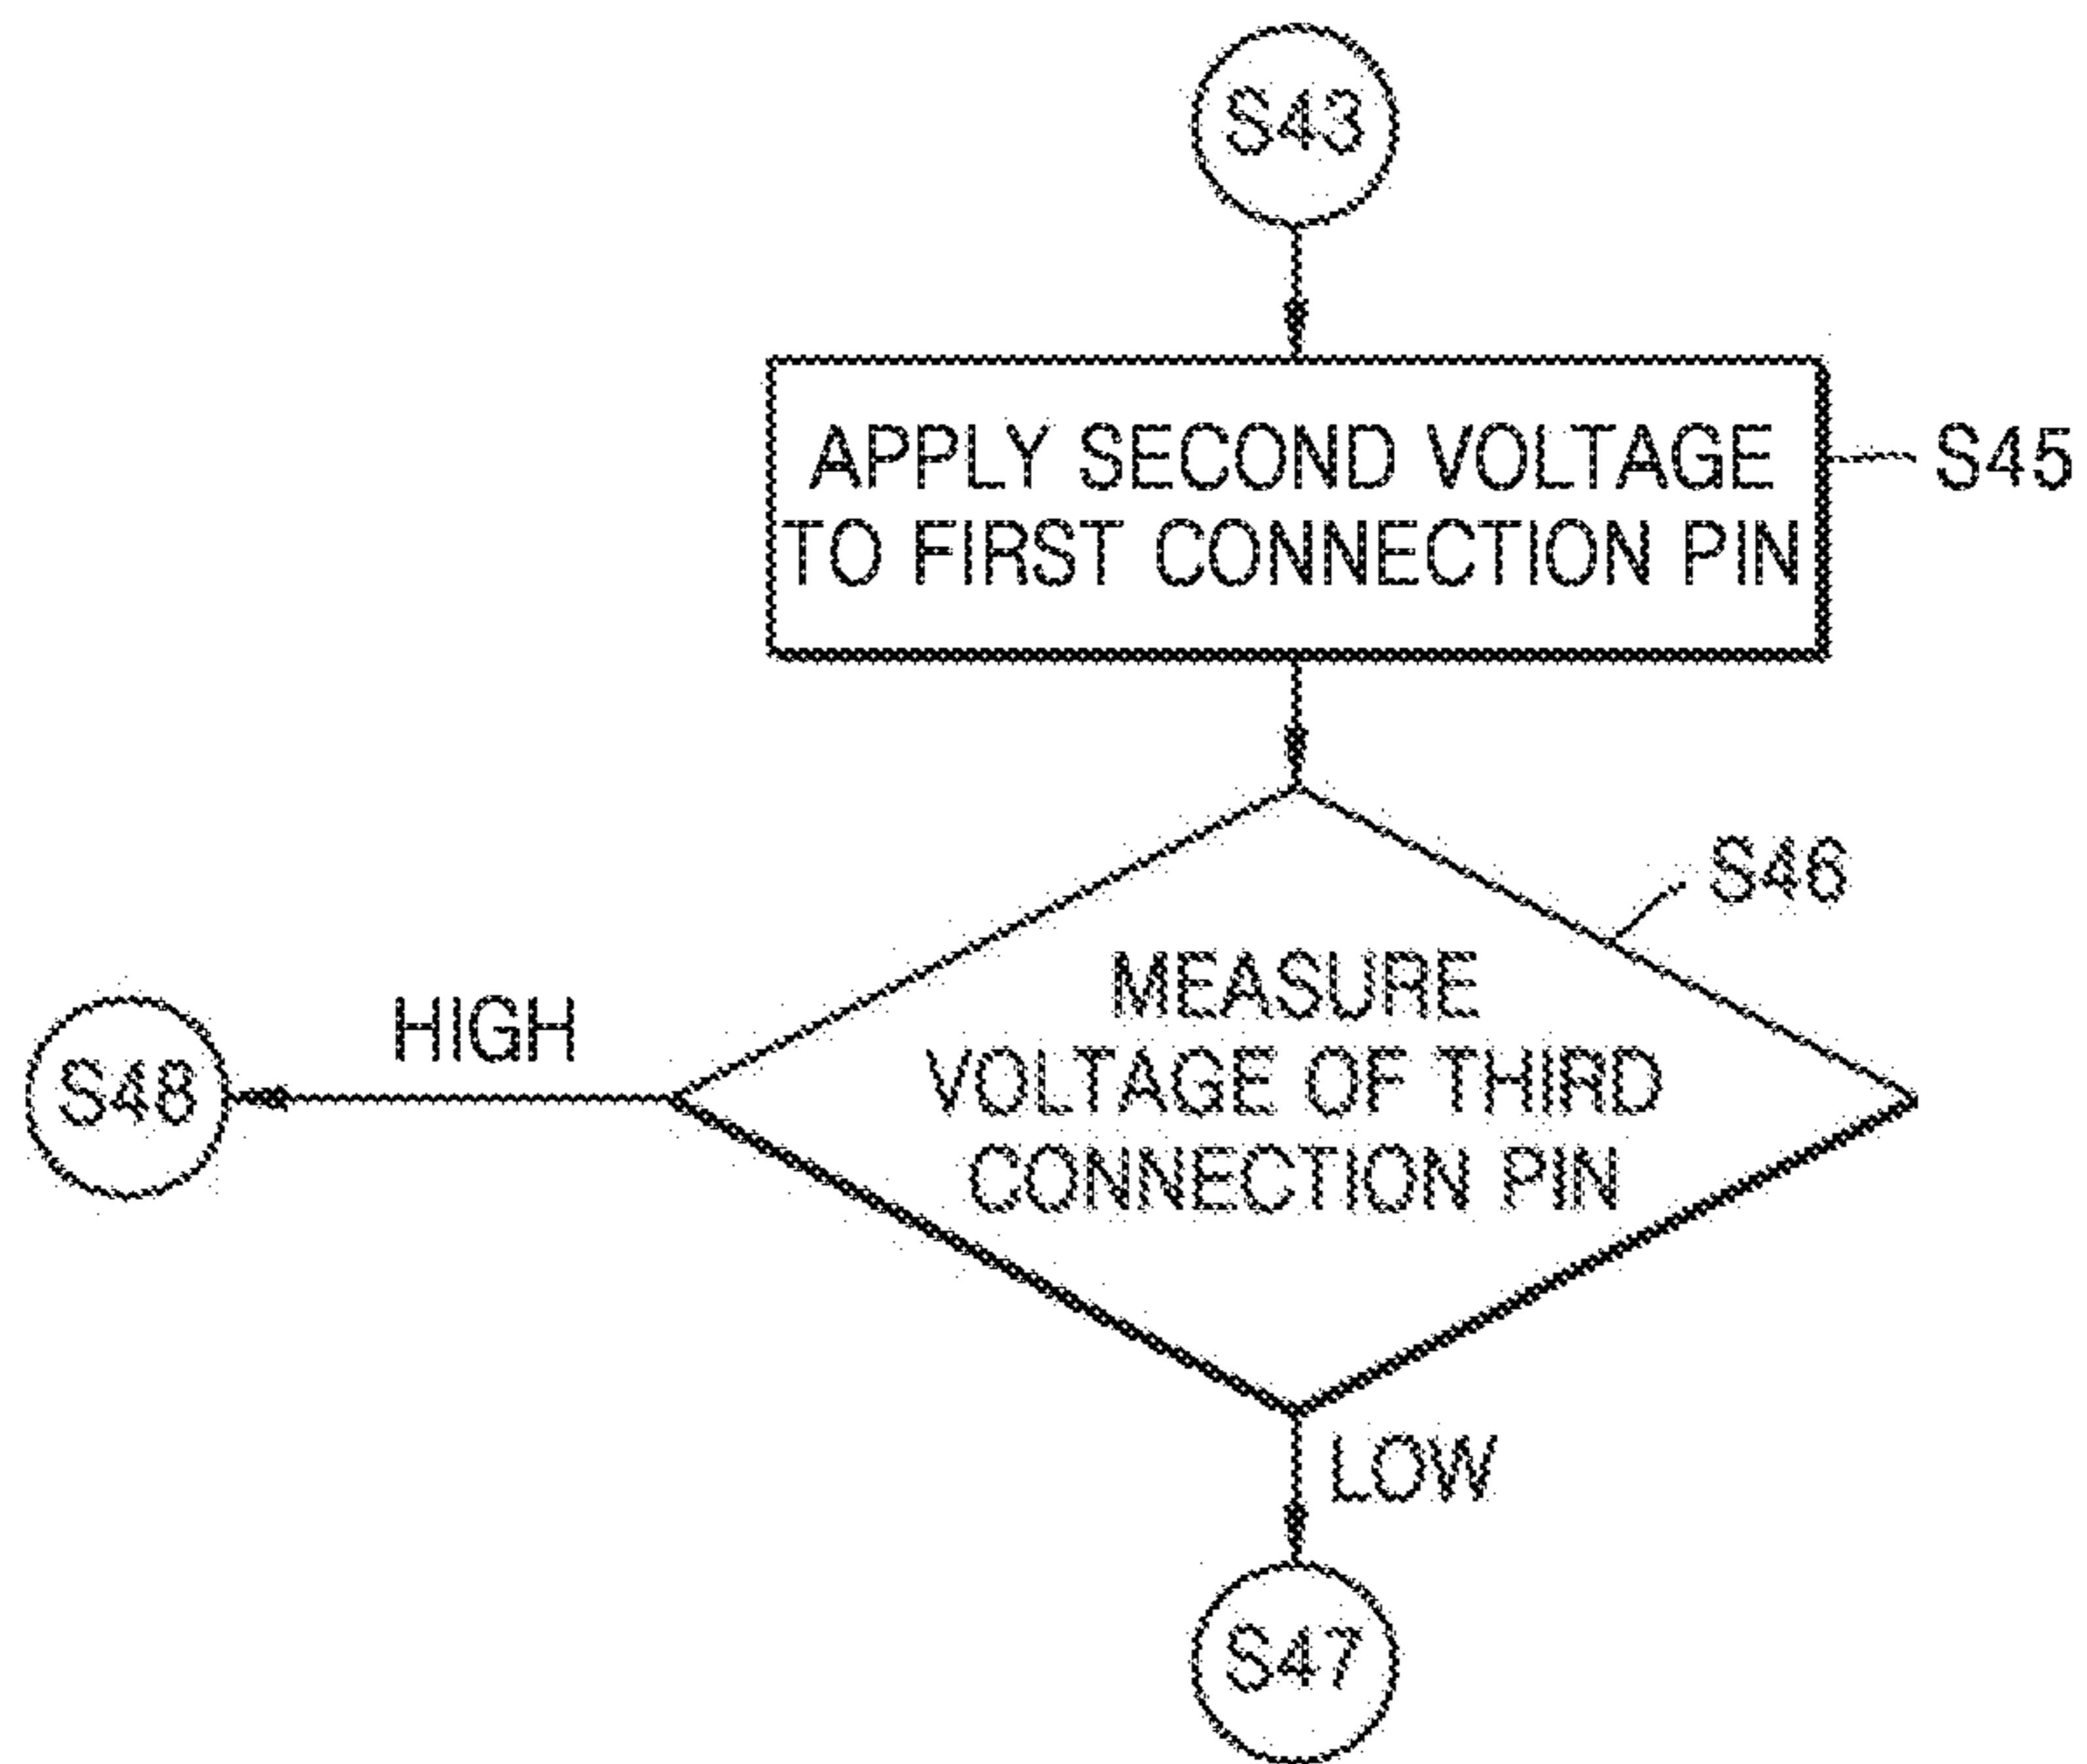 S43
APPLY SECOND VOLTAGE
TO FIRST CONNECTION PIN
S45
S46
MEASURE
VOLTAGE OF THIRD
CONNECTION PIN
HIGH
S48
LOW
S47